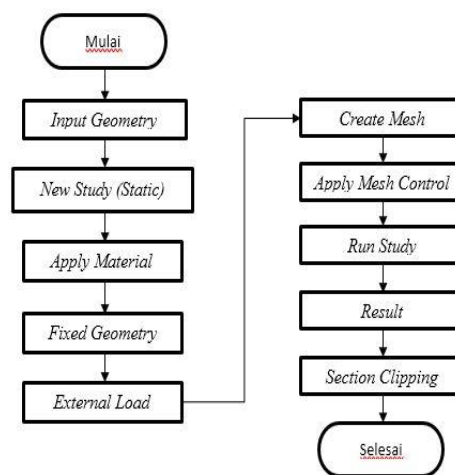 Mulai
Input Geometry
New Study (Static)
Apply Material
Fixed Geometry
External Load
Create Mesh
Apply Mesh Control
Run Study
Result
Section Clipping
Selesai